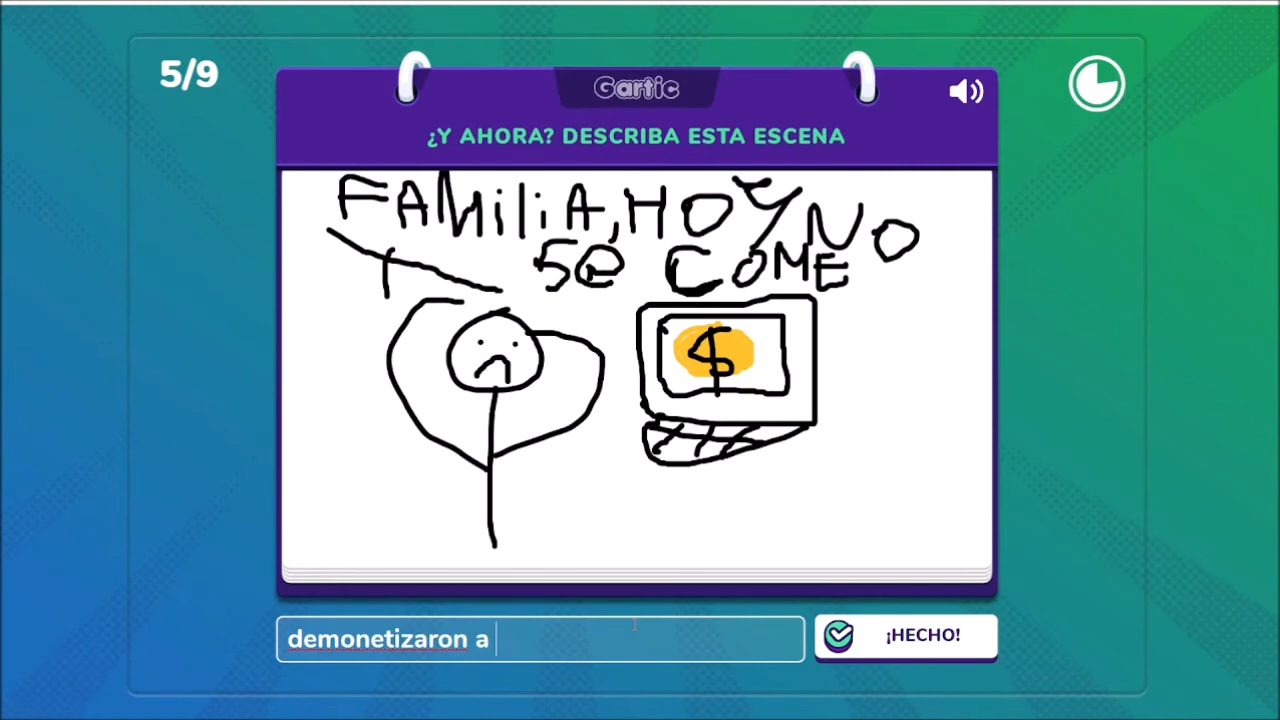 5/9
Gartic
¿Y AHORA? DESCRIBA ESTA ESCENA
FAMiliA, HOY NO
Se COME
$
demonetizaron a
¡HECHO!